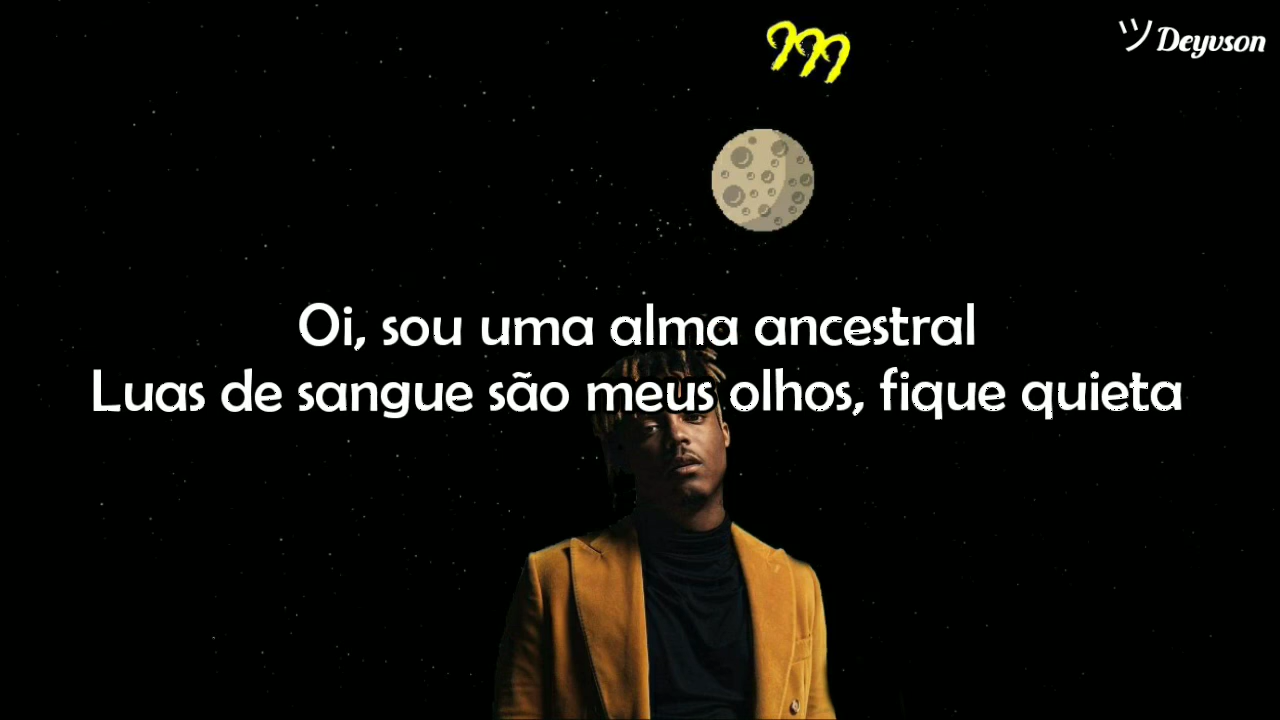 ツ Deyvson
Oi, sou uma alma ancestral
Luas de sangue são meus olhos, fique quieta